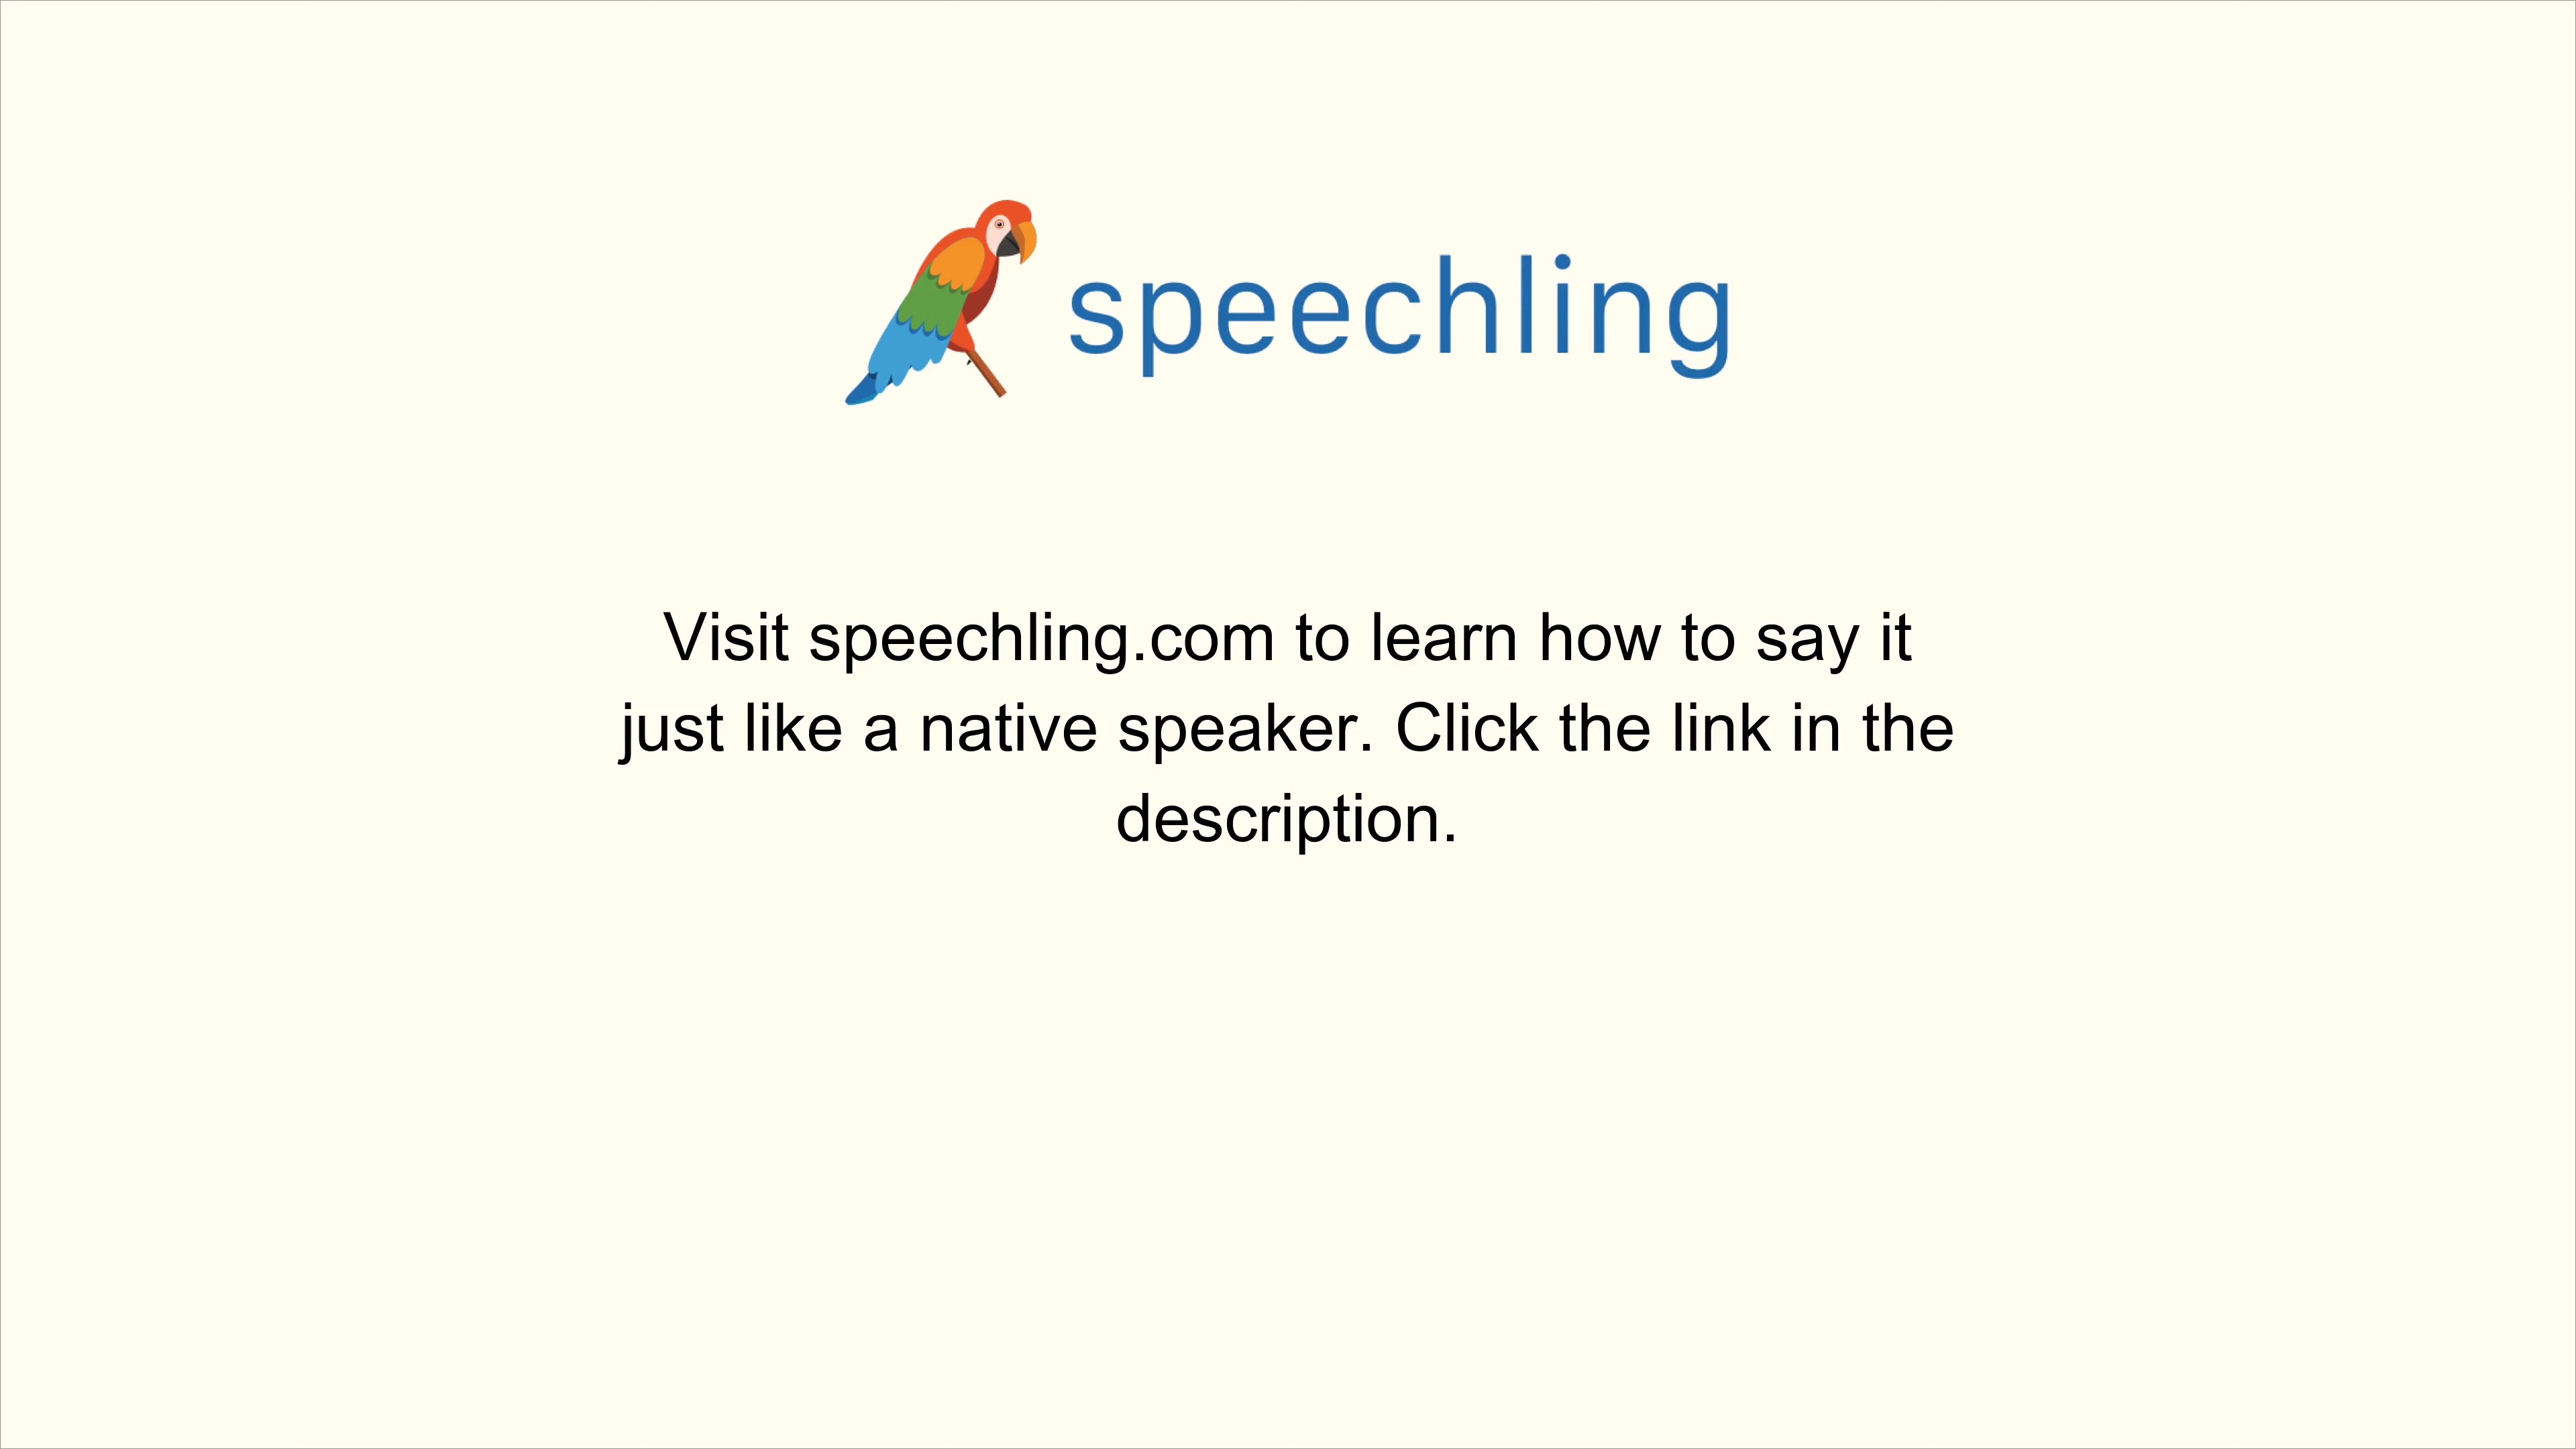 speechling
Visit speechling.com to learn how to say it
just like a native speaker. Click the link in the
description.